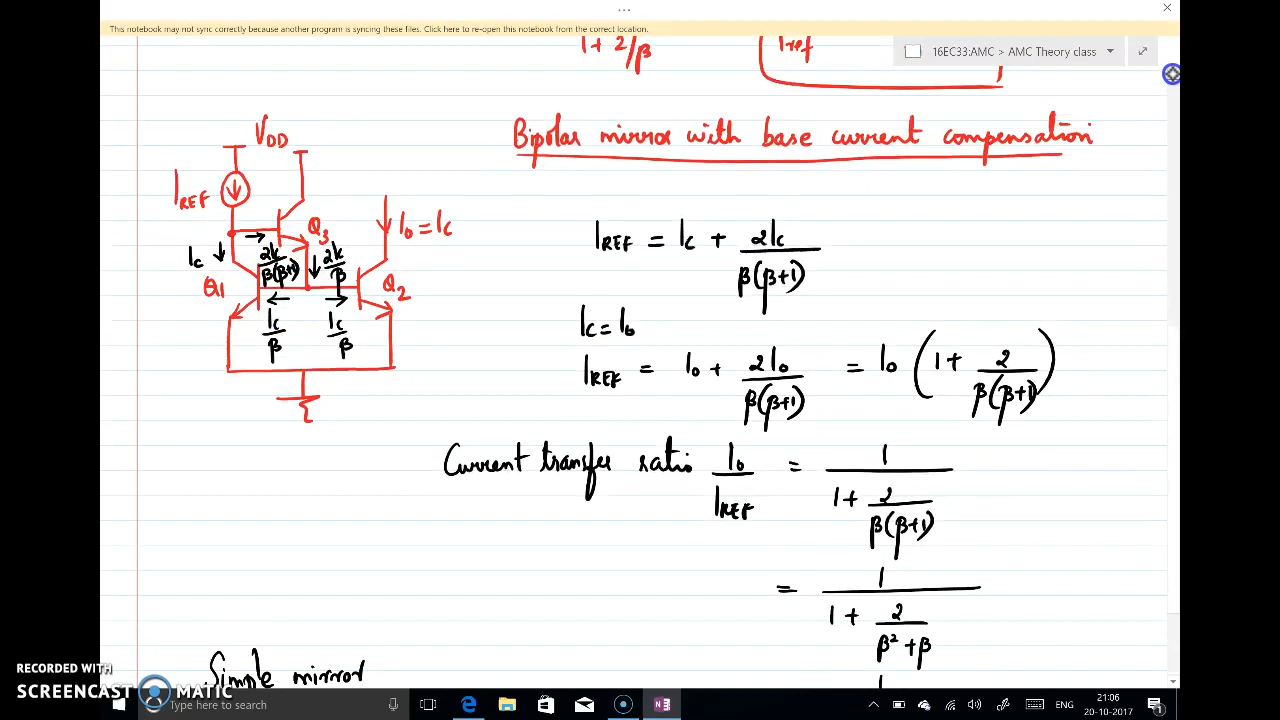 This notebook may not sync correctly because another program is syncing these files. Click here to re-open this notebook from the correct location.
1 + 2/β
Iref
16EC33:AMC > AMC Theory class
Bipolar mirror with base current compensation
VDD
IREF
Q3
Io = Ic
Ic
2Ic/β(β+1)
2Ic/β
Q1
Q2
Ic/β
Ic/β
IREF = Ic + 2Ic/β(β+1)
Ic = Io
IREF = Io + 2Io/β(β+1) = Io (1 + 2/β(β+1))
Current transfer ratio Io/IREF = 1/(1 + 2/β(β+1))
= 1/(1 + 2/(β² + β))
1
Simple mirror
RECORDED WITH
SCREENCAST MATIC
Type here to search
ENG
21:06
20-10-2017
1